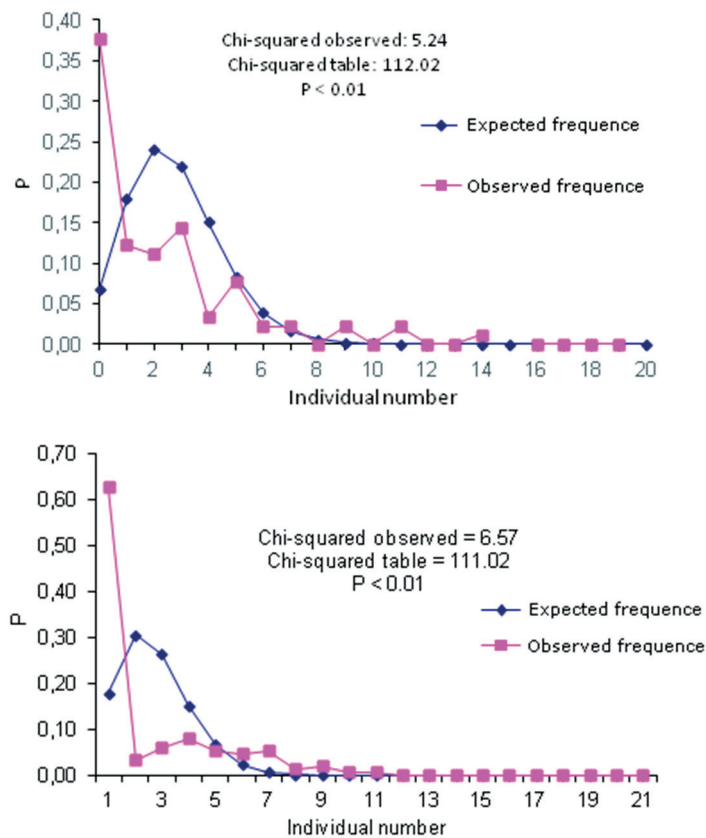 0,40
0,35
0,30
0,25
0,20
0,15
0,10
0,05
0,00
P
Chi-squared observed: 5.24
Chi-squared table: 112.02
P < 0.01
Expected frequence
Observed frequence
0 2 4 6 8 10 12 14 16 18 20
Individual number
0,70
0,60
0,50
0,40
0,30
0,20
0,10
0,00
P
Chi-squared observed = 6.57
Chi-squared table = 111.02
P < 0.01
Expected frequence
Observed frequence
1 3 5 7 9 11 13 15 17 19 21
Individual number